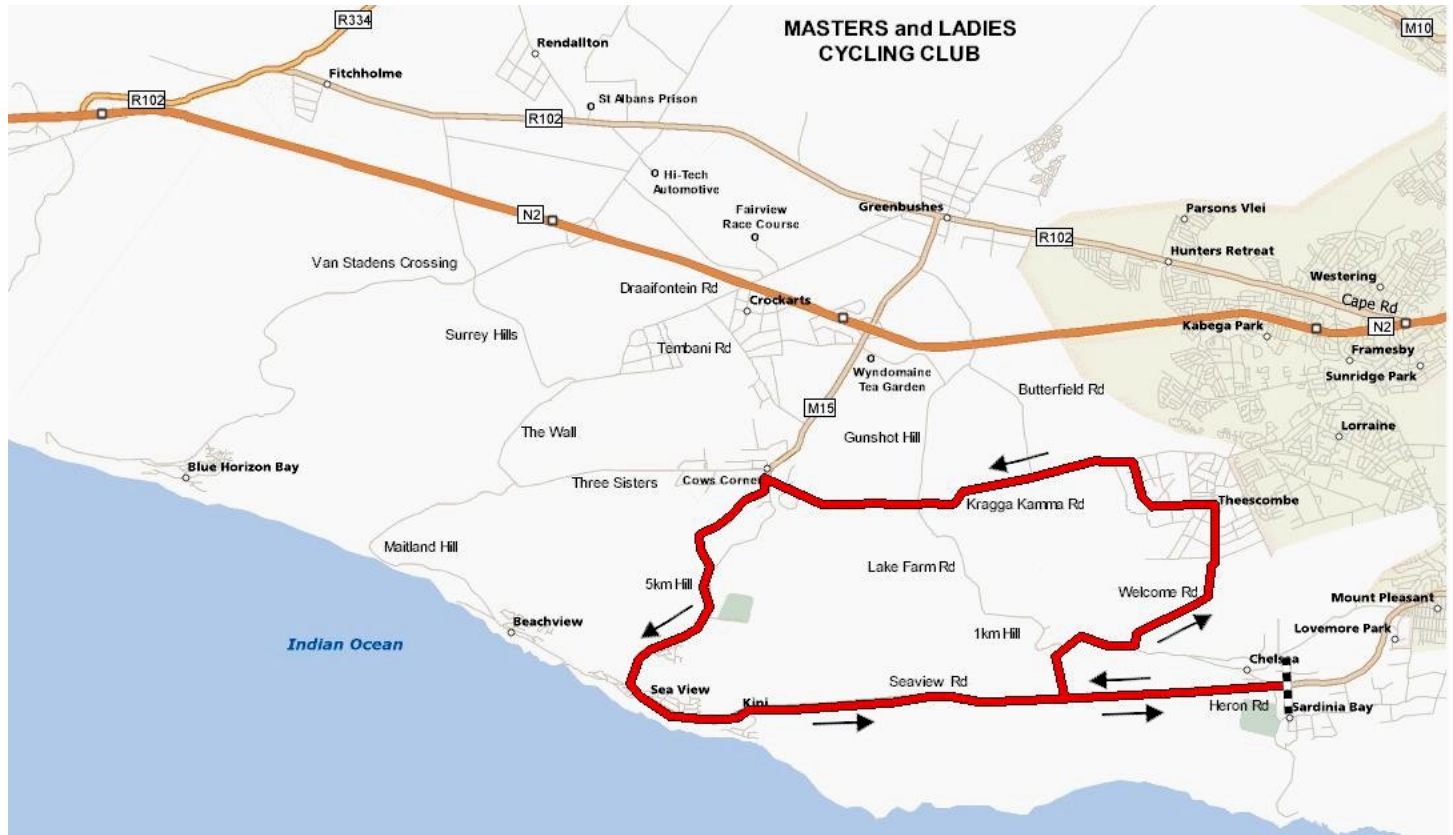 MASTERS and LADIES
CYCLING CLUB
R334
M10
Rendallton
Fitchholme
R102
St Albans Prison
R102
Hi-Tech
Automotive
Fairview
Race Course
Greenbushes
Parsons Vlei
N2
R102
Hunters Retreat
Van Stadens Crossing
Westering
Draaifontein Rd
Crockarts
Cape Rd
Kabega Park
N2
Surrey Hills
Tembani Rd
Framesby
Wyndomaine
Tea Garden
Sunridge Park
Butterfield Rd
M15
The Wall
Gunshot Hill
Lorraine
Blue Horizon Bay
Three Sisters
Cows Corner
Kragga Kamma Rd
Theescombe
Maitland Hill
Lake Farm Rd
5km Hill
Welcome Rd
Mount Pleasant
Beachview
1km Hill
Lovemore Park
Indian Ocean
Chelsea
Sea View
Seaview Rd
Kini
Heron Rd
Sardinia Bay